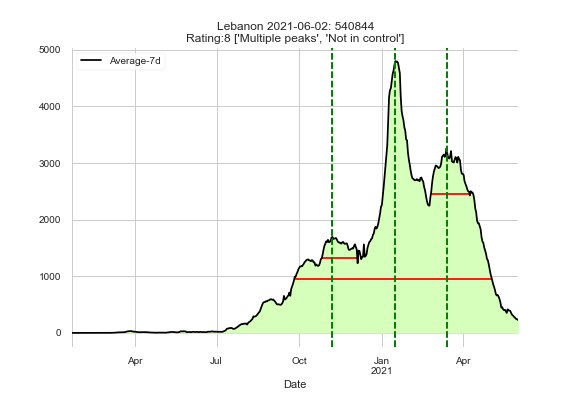 Lebanon 2021-06-02: 540844
Rating:8 ['Multiple peaks', 'Not in control']
Average-7d
5000
4000
3000
2000
1000
0
Apr
Jul
Oct
Jan
2021
Apr
Date